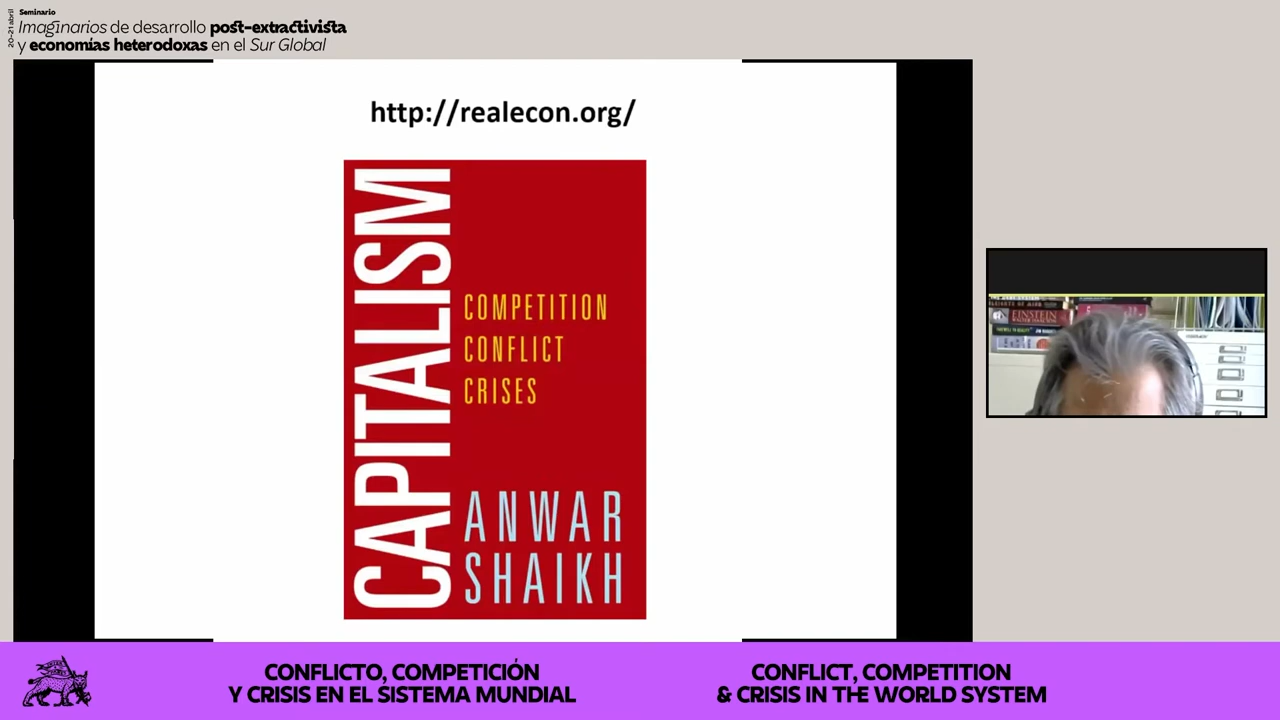 20-21 abril
Seminario
Imaginarios de desarrollo post-extractivista
y economías heterodoxas en el Sur Global
http://realecon.org/
CAPITALISM
COMPETITION
CONFLICT
CRISES
ANWAR
SHAIKH
EINSTEIN
CONFLICTO, COMPETICIÓN
Y CRISIS EN EL SISTEMA MUNDIAL
CONFLICT, COMPETITION
& CRISIS IN THE WORLD SYSTEM